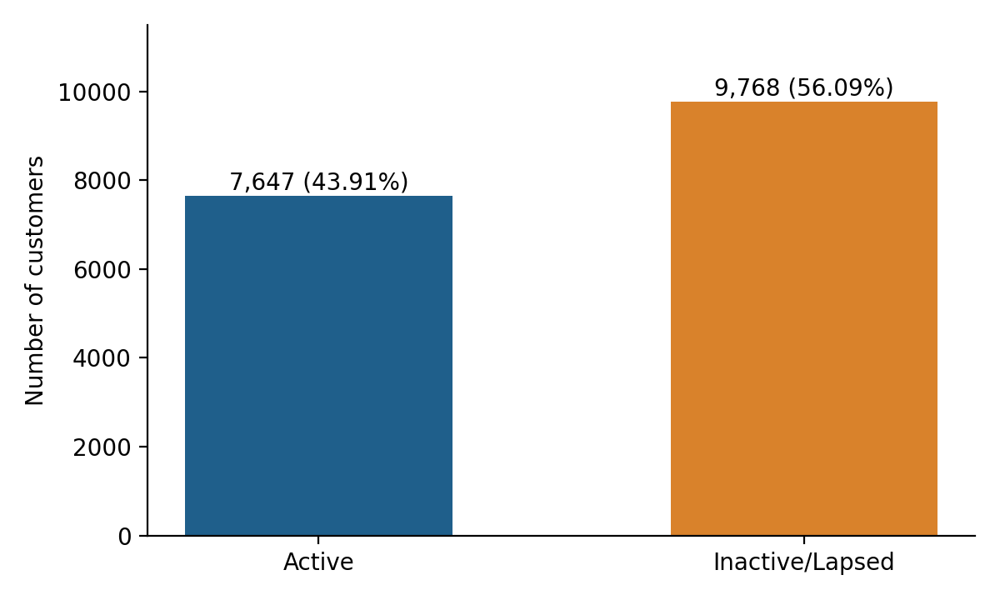 10000
8000
6000
4000
2000
0
Number of customers
7,647 (43.91%)
9,768 (56.09%)
Active
Inactive/Lapsed